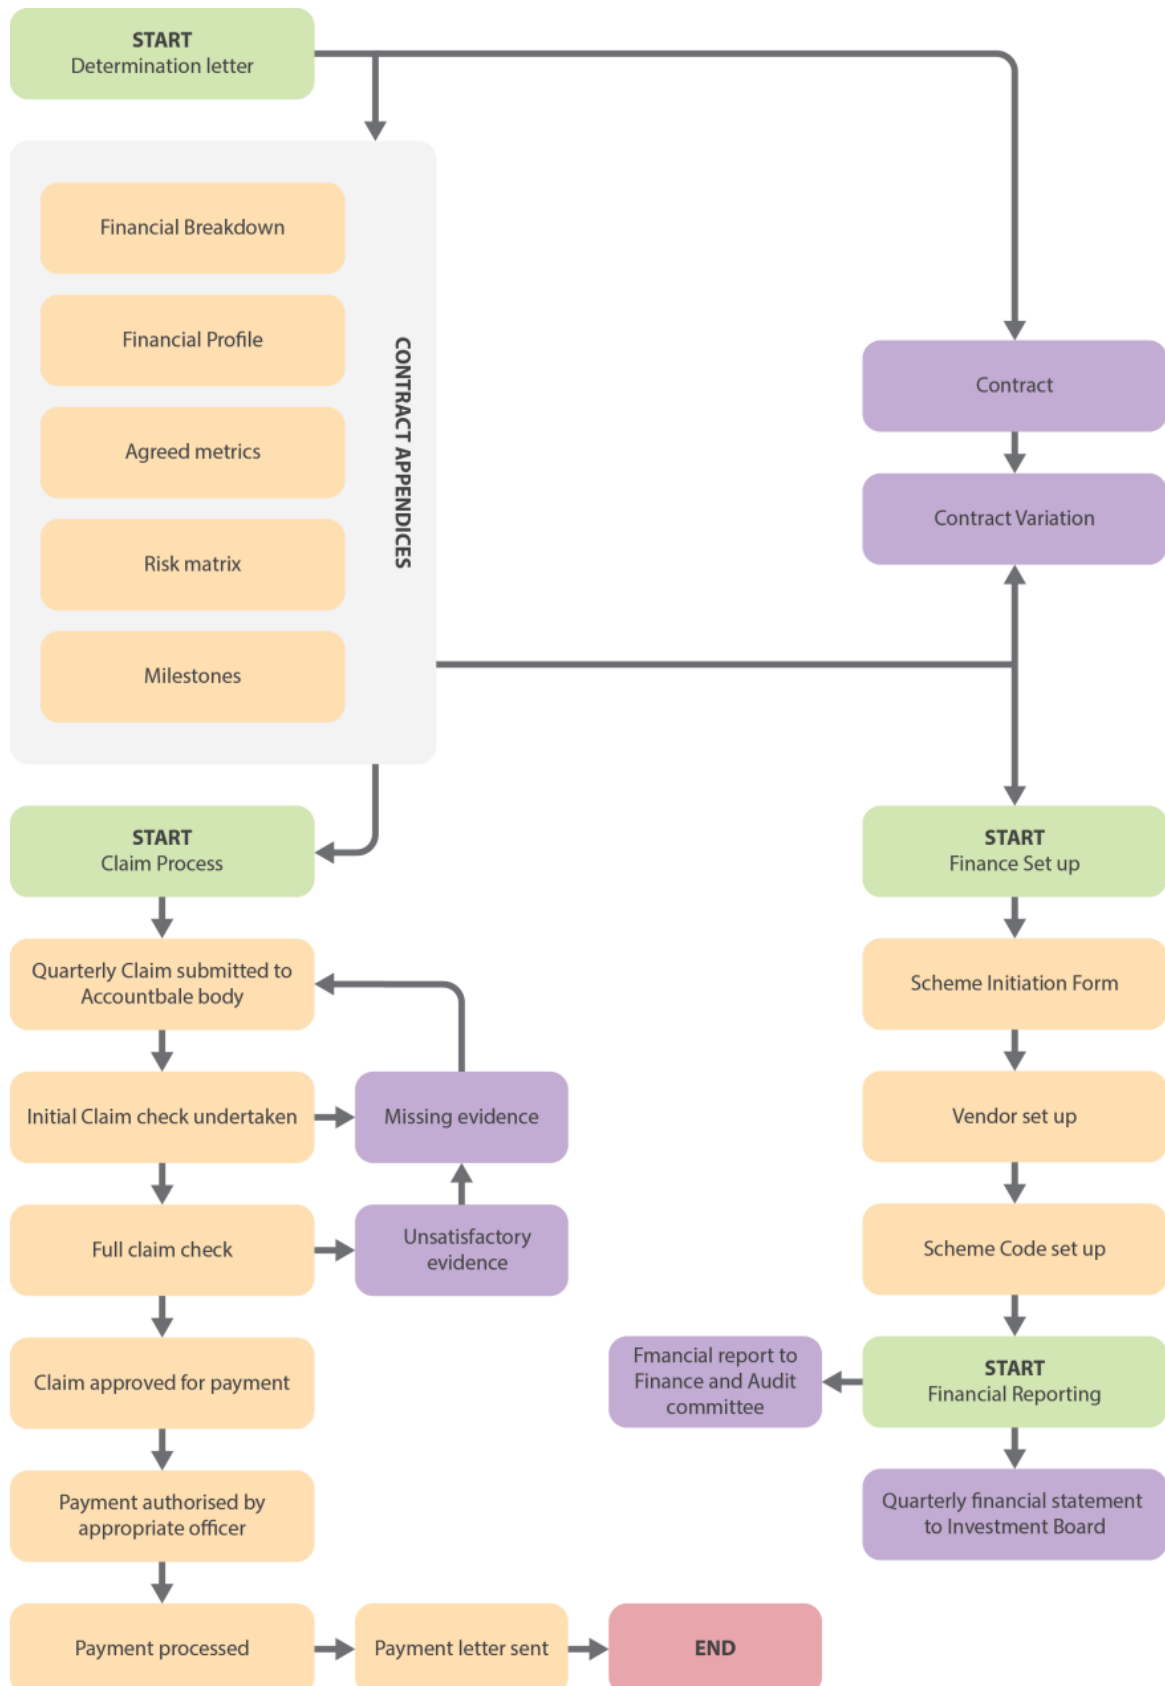 START
Determination letter
Financial Breakdown
Financial Profile
Agreed metrics
Risk matrix
Milestones
CONTRACT APPENDICES
Contract
Contract Variation
START
Claim Process
Quarterly Claim submitted to
Accountbale body
Initial Claim check undertaken
Missing evidence
Full claim check
Unsatisfactory
evidence
Claim approved for payment
Payment authorised by
appropriate officer
Payment processed
Payment letter sent
END
START
Finance Set up
Scheme Initiation Form
Vendor set up
Scheme Code set up
START
Financial Reporting
Fmancial report to
Finance and Audit
committee
Quarterly financial statement
to Investment Board